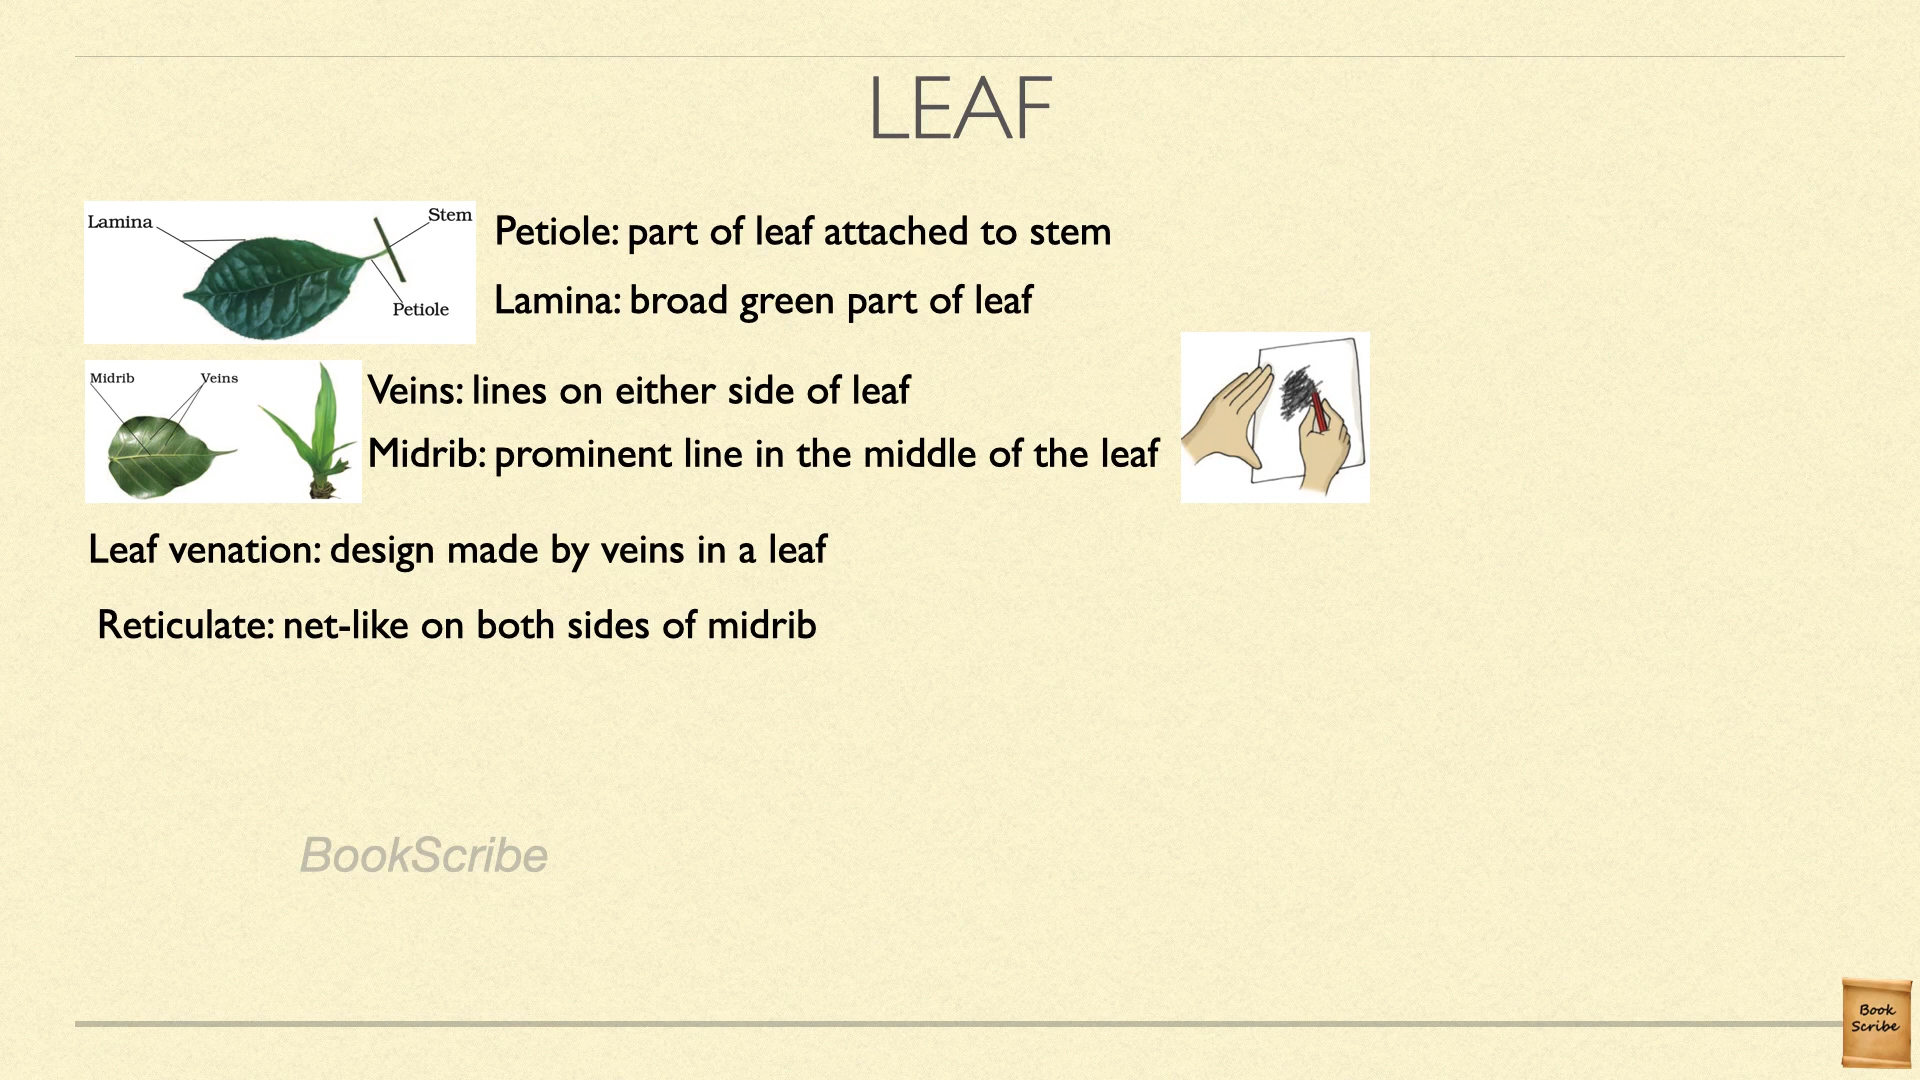 LEAF
Lamina
Stem
Petiole
Petiole: part of leaf attached to stem
Lamina: broad green part of leaf
Midrib
Veins
Veins: lines on either side of leaf
Midrib: prominent line in the middle of the leaf
Leaf venation: design made by veins in a leaf
Reticulate: net-like on both sides of midrib
BookScribe
Book
Scribe